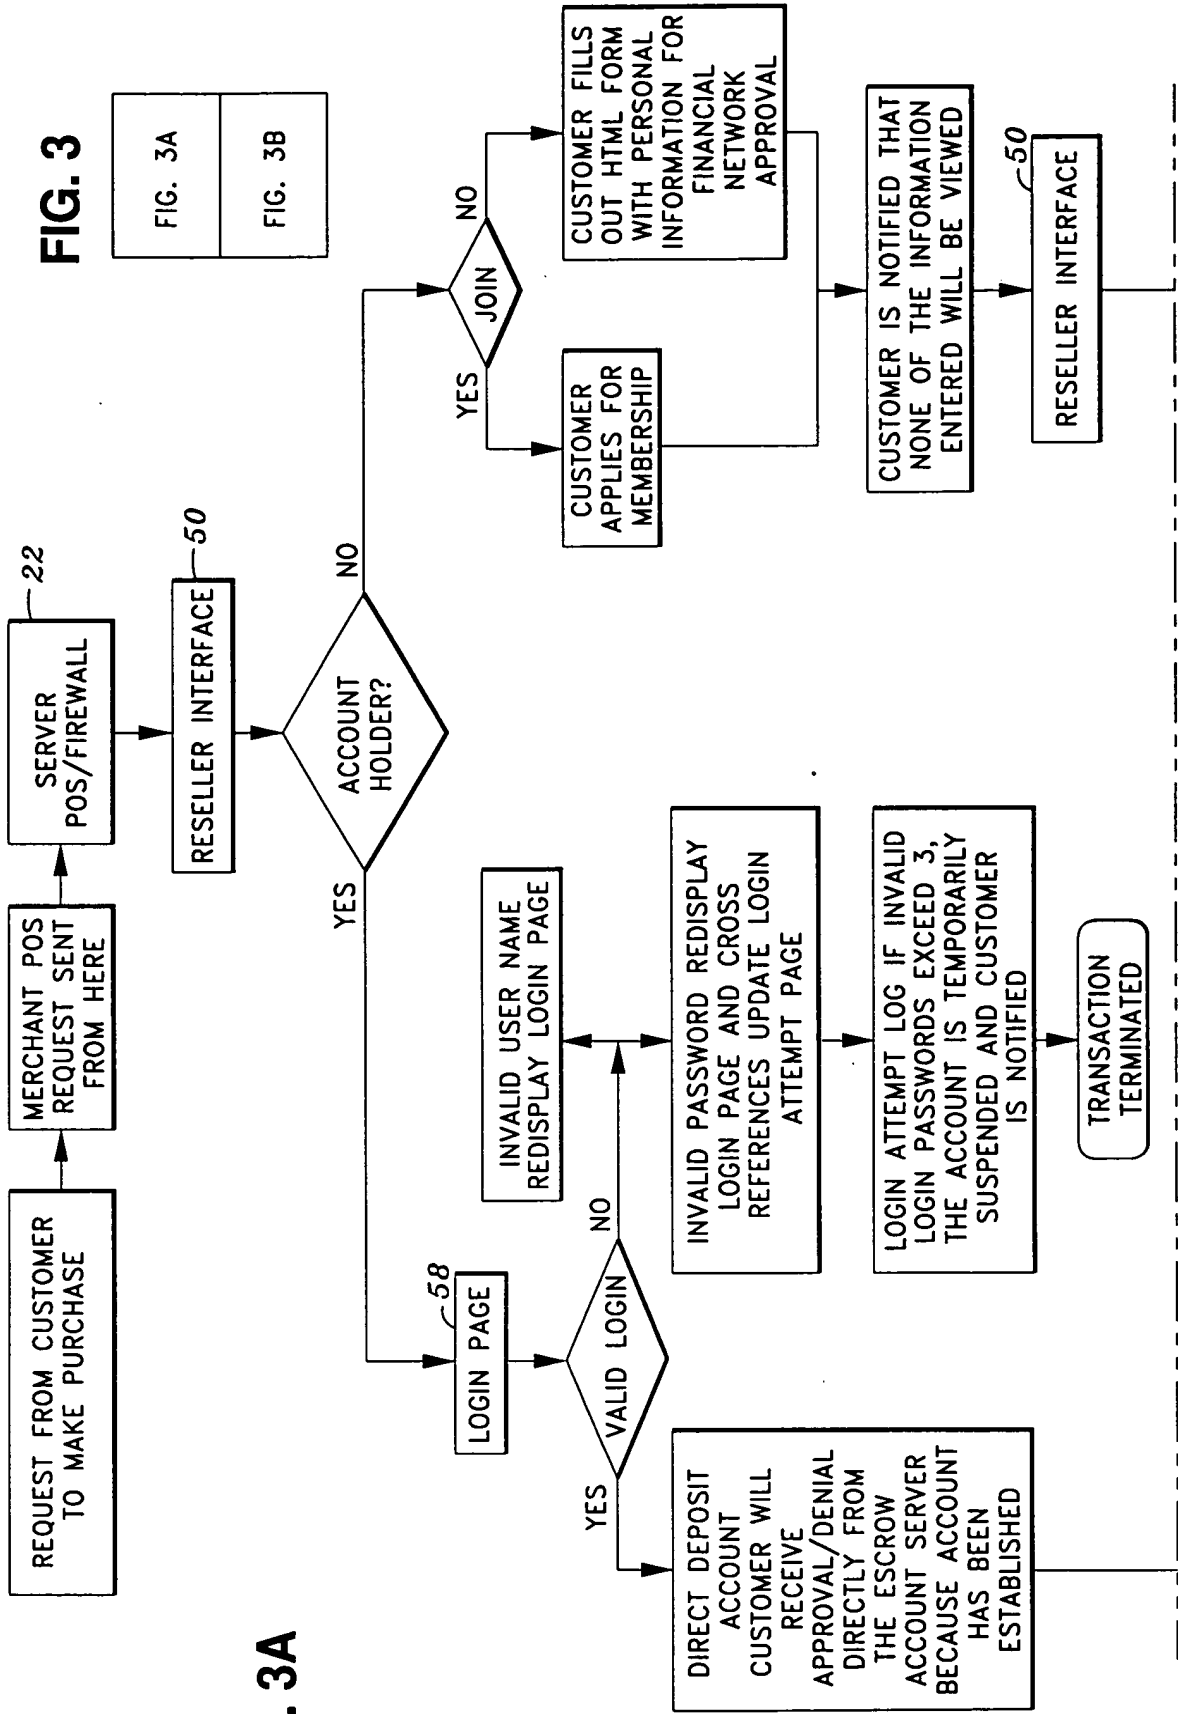 FIG. 3
FIG. 3A
FIG. 3B
. 3A
REQUEST FROM CUSTOMER
TO MAKE PURCHASE
MERCHANT POS
REQUEST SENT
FROM HERE
22
SERVER
POS/FIREWALL
50
RESELLER INTERFACE
ACCOUNT
HOLDER?
YES
NO
58
LOGIN PAGE
VALID LOGIN
YES
NO
INVALID USER NAME
REDISPLAY LOGIN PAGE
INVALID PASSWORD REDISPLAY
LOGIN PAGE AND CROSS
REFERENCES UPDATE LOGIN
ATTEMPT PAGE
LOGIN ATTEMPT LOG IF INVALID
LOGIN PASSWORDS EXCEED 3,
THE ACCOUNT IS TEMPORARILY
SUSPENDED AND CUSTOMER
IS NOTIFIED
TRANSACTION
TERMINATED
DIRECT DEPOSIT
ACCOUNT
CUSTOMER WILL
RECEIVE
APPROVAL/DENIAL
DIRECTLY FROM
THE ESCROW
ACCOUNT SERVER
BECAUSE ACCOUNT
HAS BEEN
ESTABLISHED
JOIN
YES
NO
CUSTOMER
APPLIES FOR
MEMBERSHIP
CUSTOMER FILLS
OUT HTML FORM
WITH PERSONAL
INFORMATION FOR
FINANCIAL
NETWORK
APPROVAL
CUSTOMER IS NOTIFIED THAT
NONE OF THE INFORMATION
ENTERED WILL BE VIEWED
50
RESELLER INTERFACE